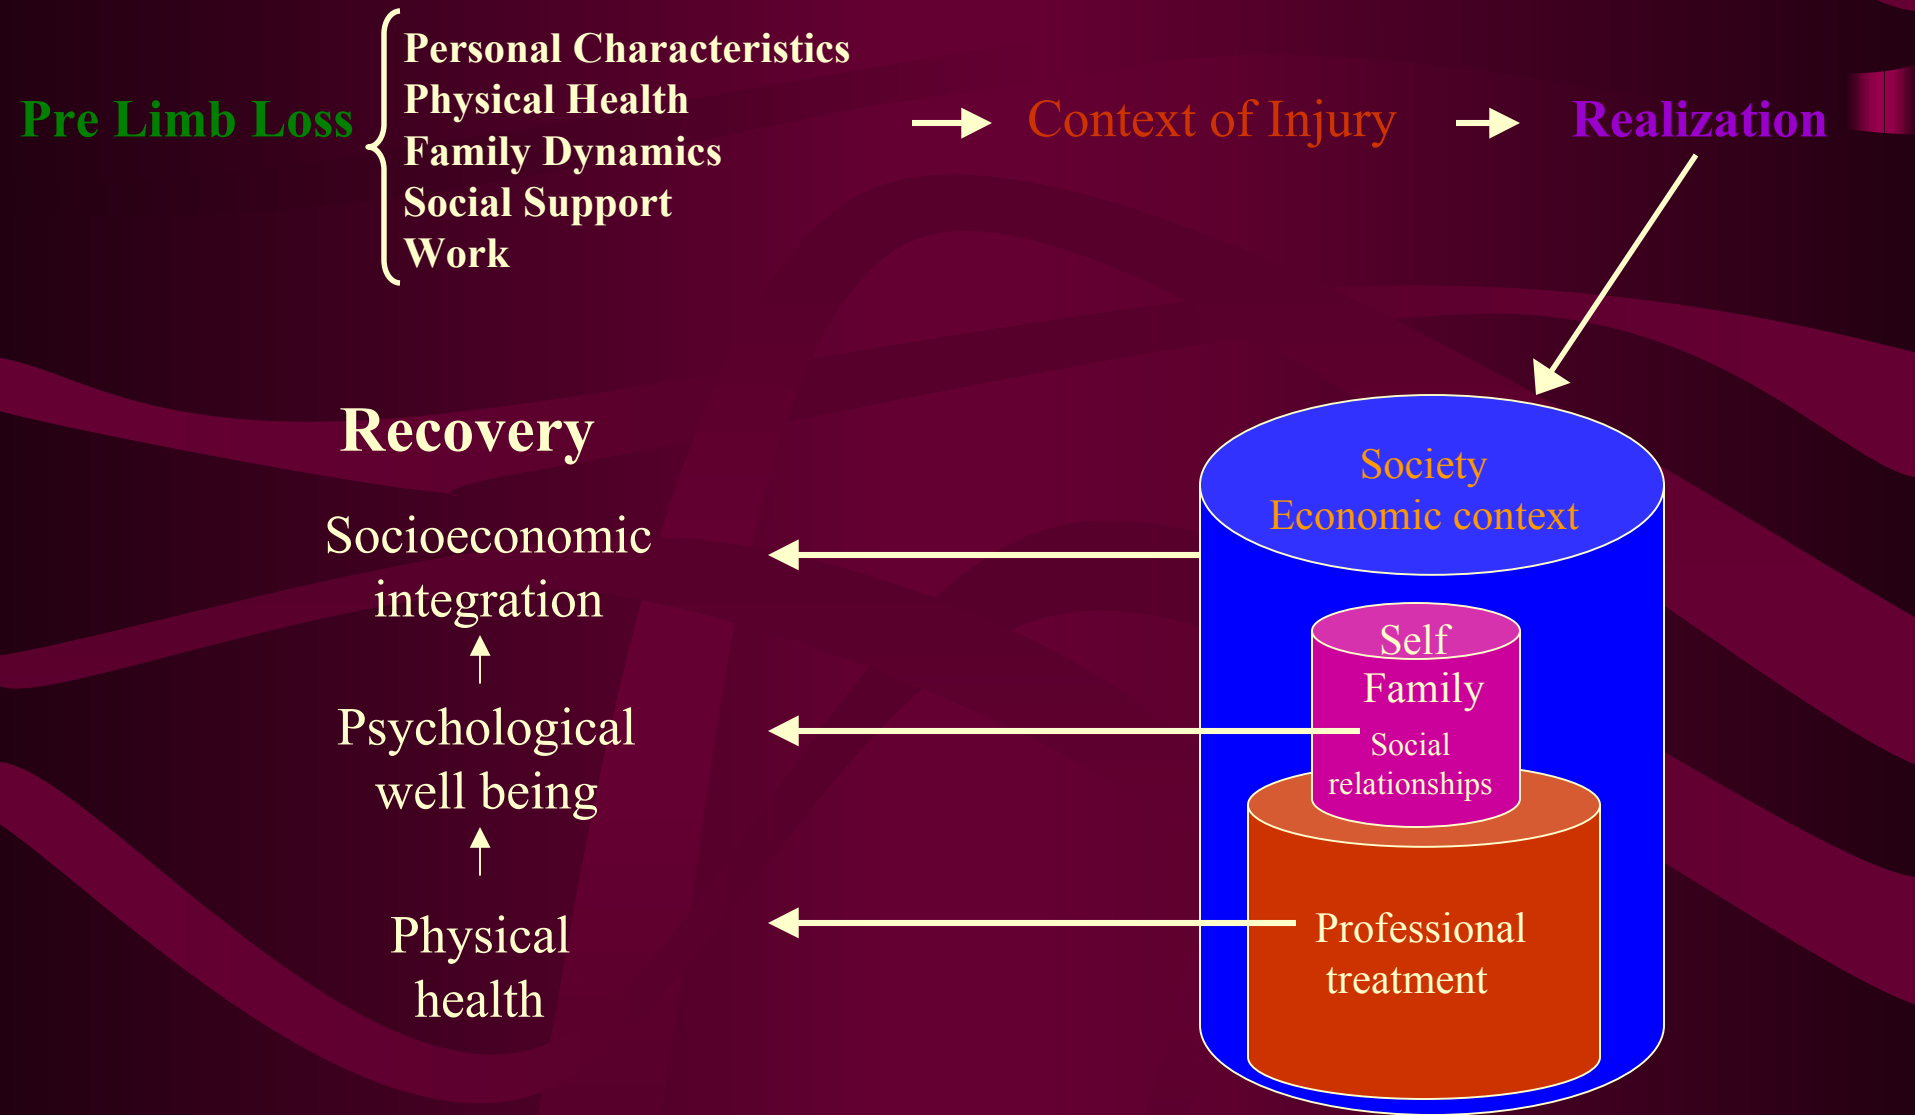 Pre Limb Loss
Personal Characteristics
Physical Health
Family Dynamics
Social Support
Work
Context of Injury
Realization
Recovery
Socioeconomic
integration
Psychological
well being
Physical
health
Society
Economic context
Self
Family
Social
relationships
Professional
treatment